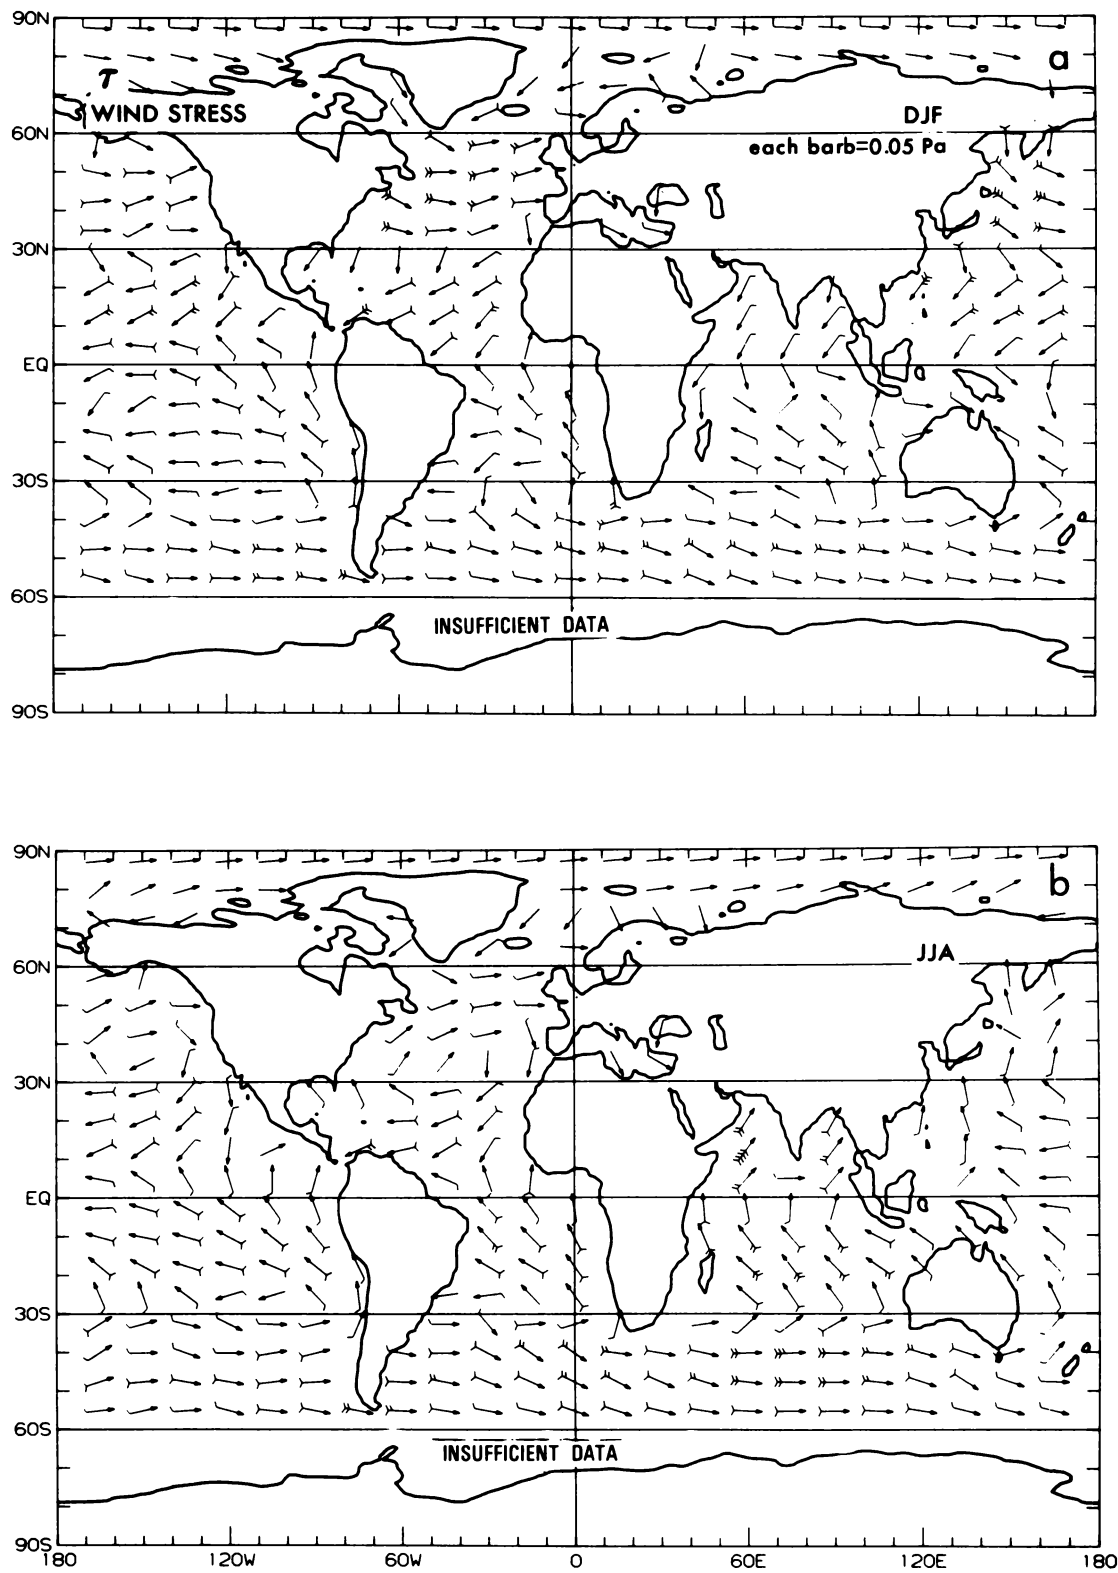 90N
a
τ
WIND STRESS
DJF
60N
each barb=0.05 Pa
30N
EQ
30S
60S
INSUFFICIENT DATA
90S
90N
b
JJA
60N
30N
EQ
30S
60S
INSUFFICIENT DATA
90S
180 120W 60W 0 60E 120E 180